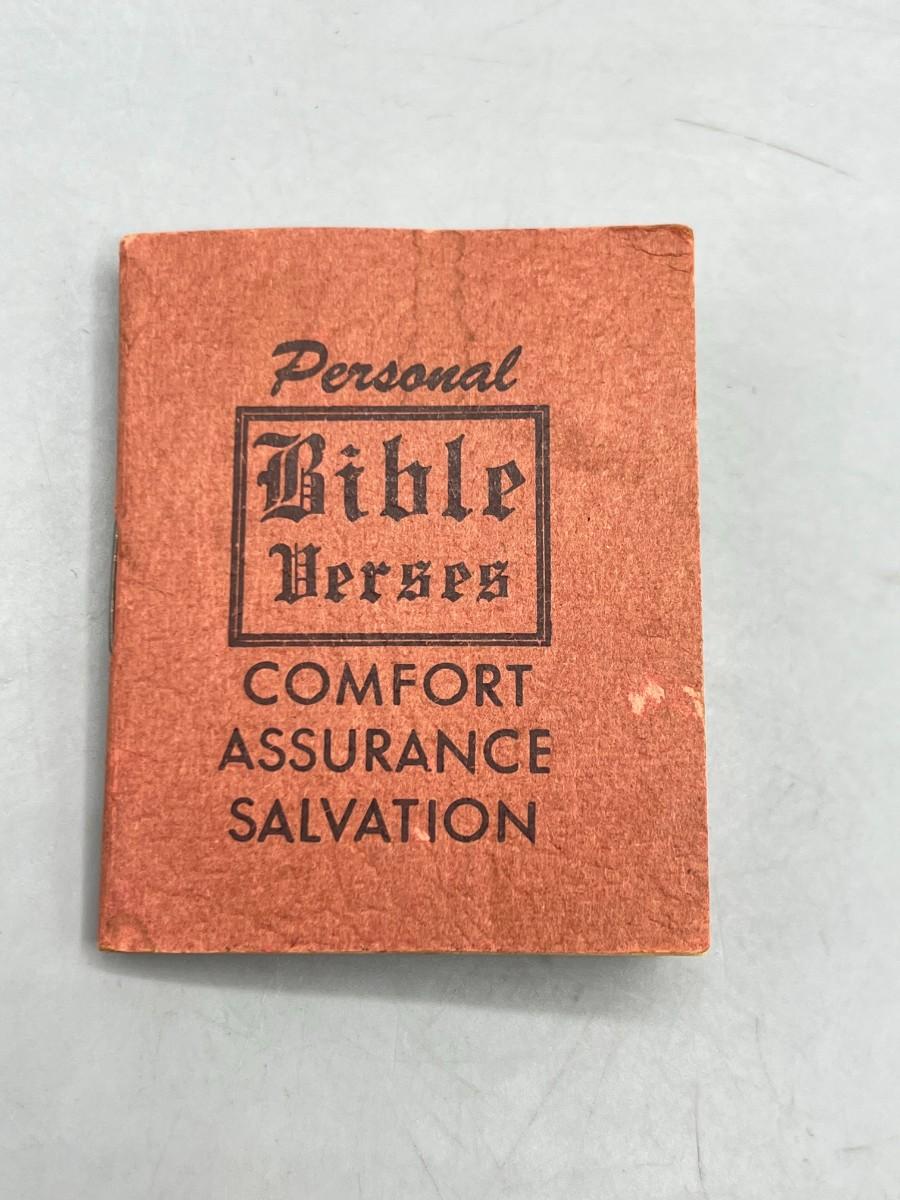 Personal
Bible
Verses
COMFORT
ASSURANCE
SALVATION